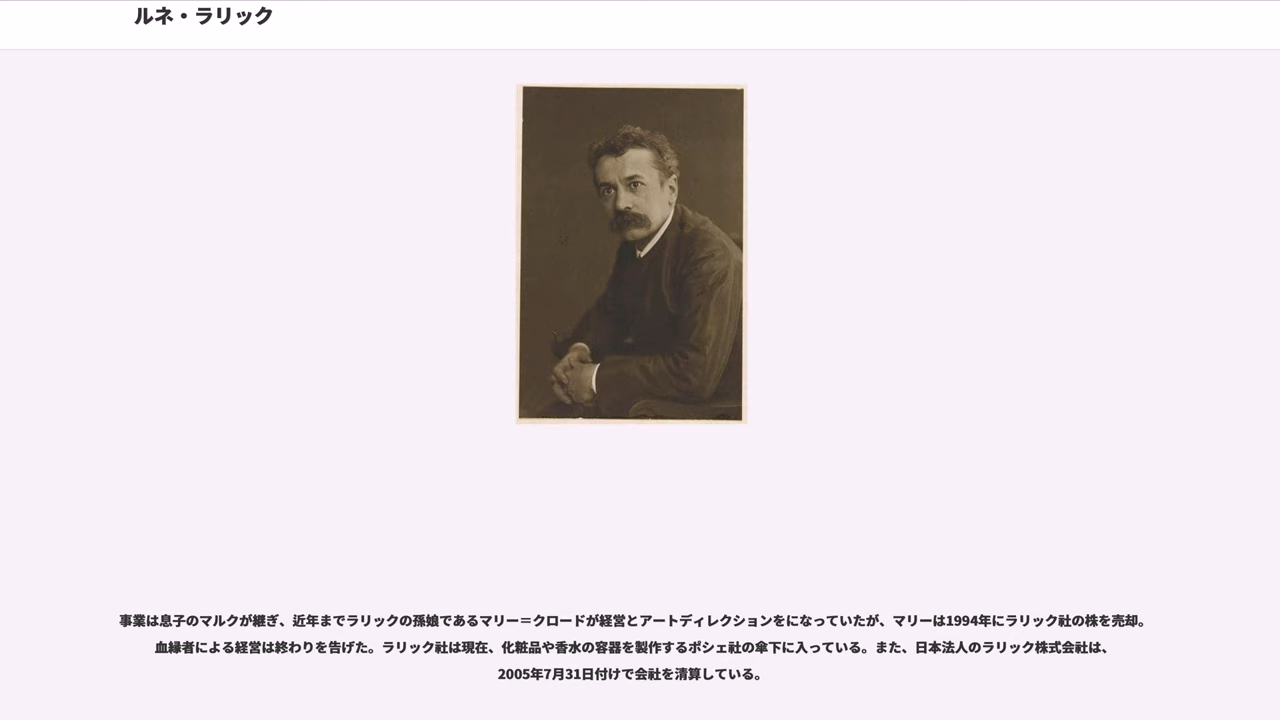 ルネ・ラリック
事業は息子のマルクが継ぎ、近年までラリックの孫娘であるマリー＝クロードが経営とアートディレクションをになっていたが、マリーは1994年にラリック社の株を売却。
血縁者による経営は終わりを告げた。ラリック社は現在、化粧品や香水の容器を製作するポシェ社の傘下に入っている。また、日本法人のラリック株式会社は、
2005年7月31日付けで会社を清算している。